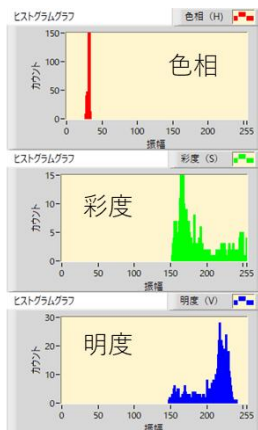 ヒストグラムグラフ 色相 (H)
150-
100-
50-
0-
カウント
色相
0 50 100 150 200 255
振幅
ヒストグラムグラフ 彩度 (S)
15-
10-
5-
0-
カウント
彩度
0 50 100 150 200 255
振幅
ヒストグラムグラフ 明度 (V)
30-
20-
10-
0-
カウント
明度
0 50 100 150 200 255
振幅